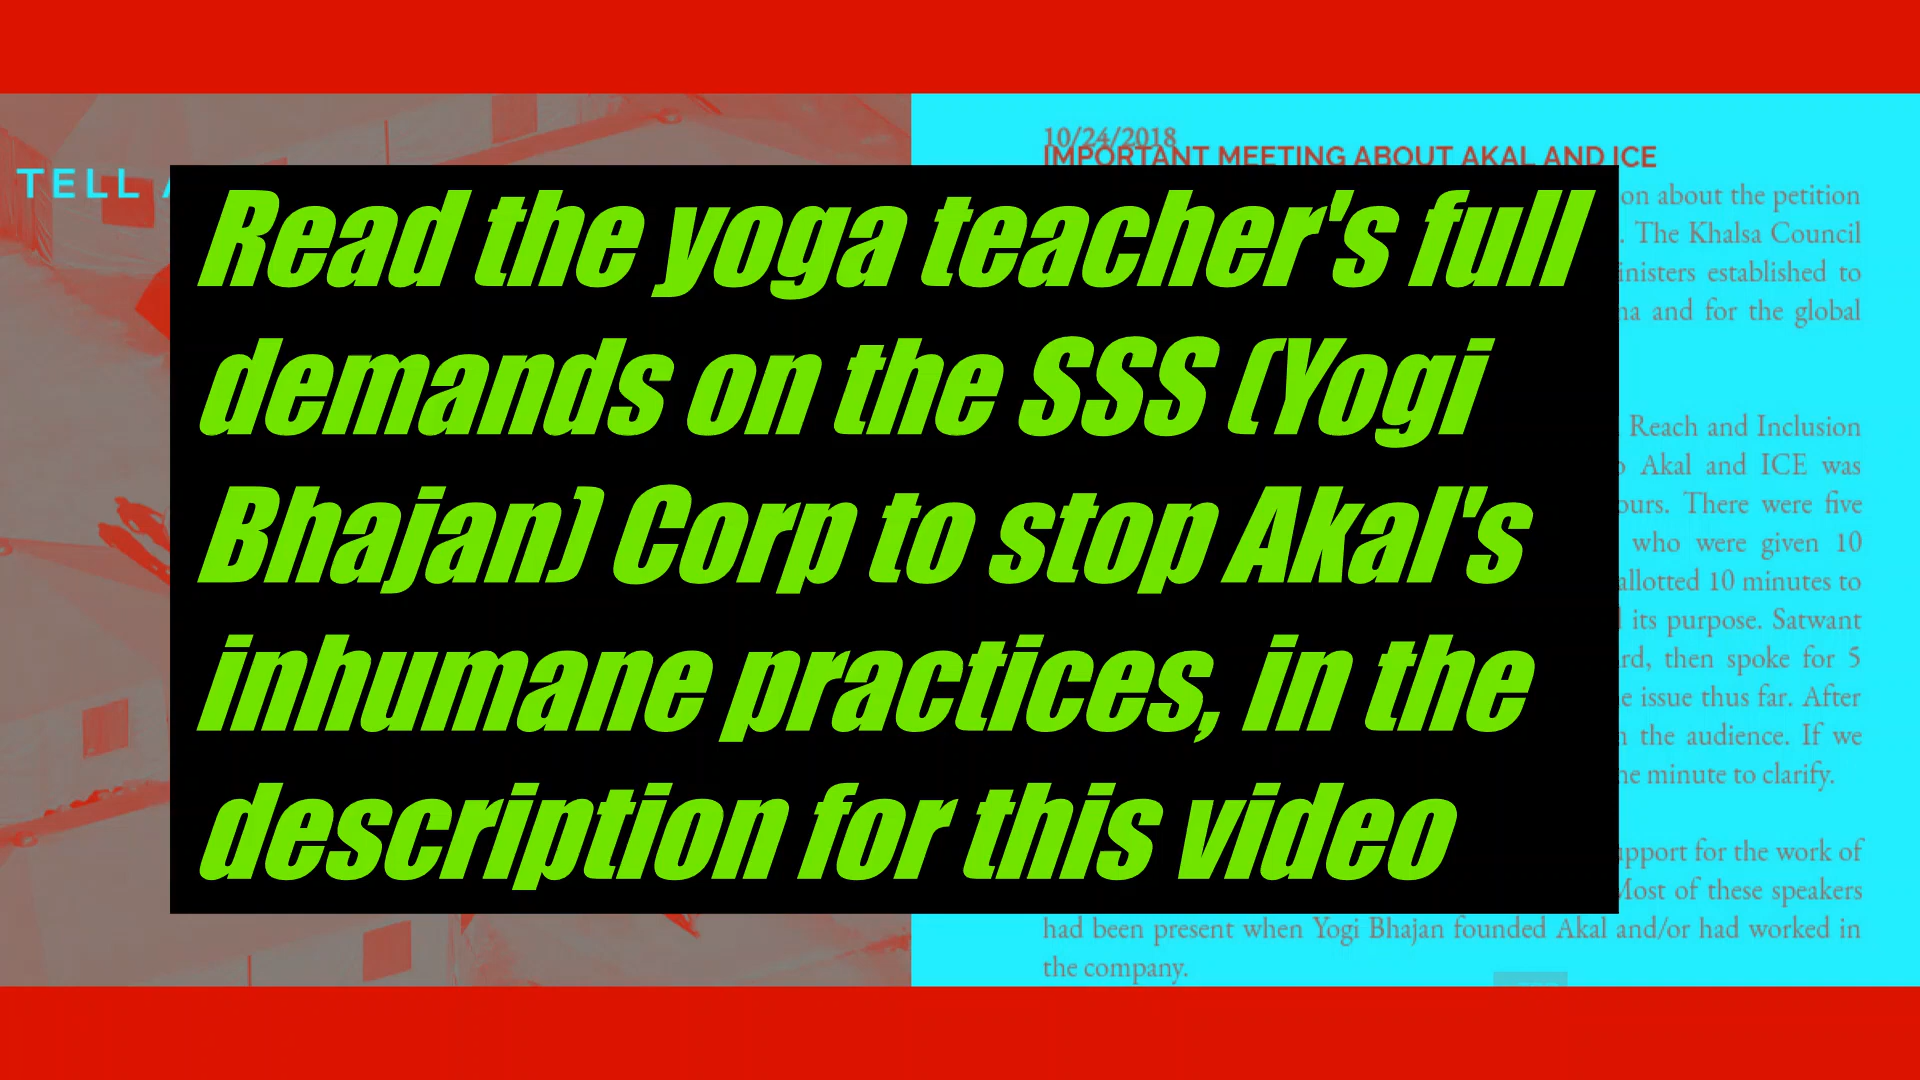 10/24/2018
IMPORTANT MEETING ABOUT AKAL AND ICE
TELL
Read the yoga teacher's full
demands on the SSS (Yogi
Bhajan) Corp to stop Akal's
inhumane practices, in the
description for this video
on about the petition
. The Khalsa Council
established to
and for the global
Reach and Inclusion
Akal and ICE was
There were five
who were given 10
allotted 10 minutes to
its purpose. Satwant
then spoke for 5
issue thus far. After
the audience. If we
minute to clarify.
support for the work of
Most of these speakers
had been present when Yogi Bhajan founded Akal and/or had worked in
the company.